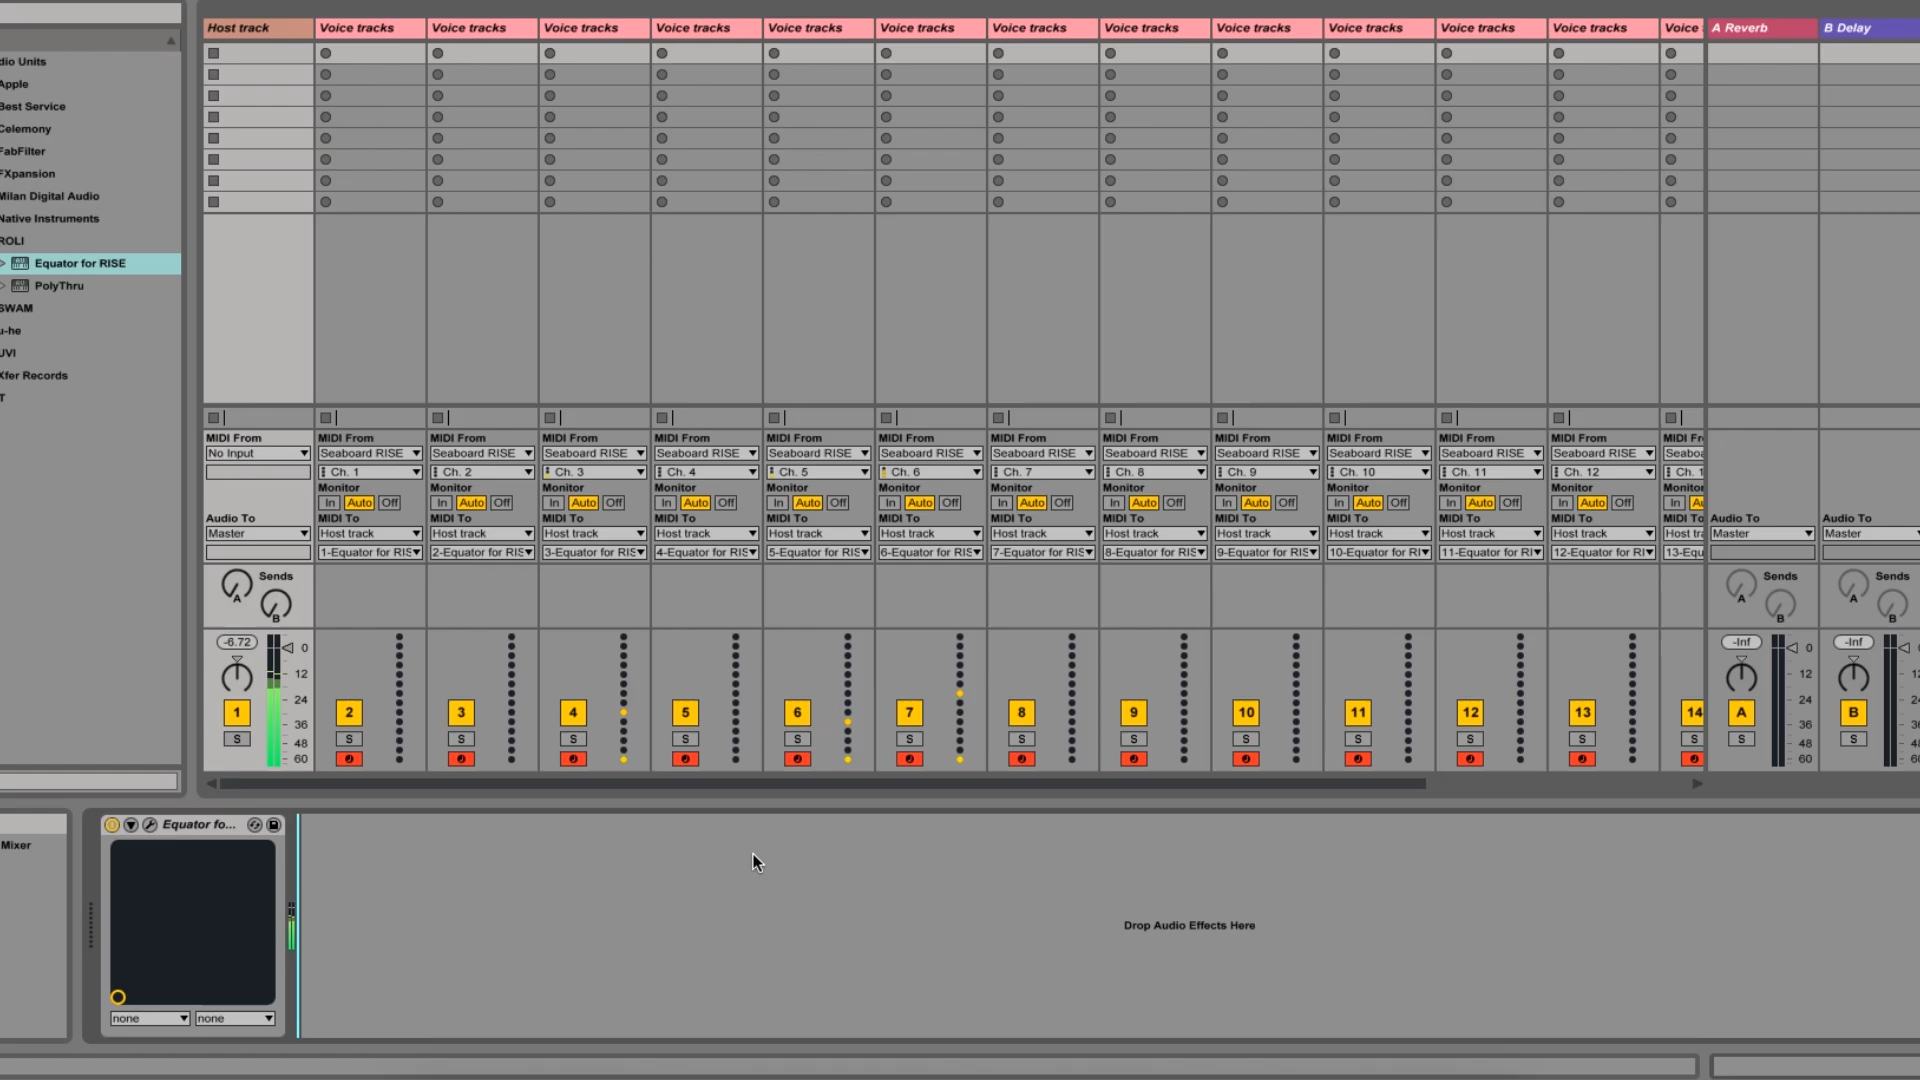 Host track Voice tracks Voice tracks Voice tracks Voice tracks Voice tracks Voice tracks Voice tracks Voice tracks Voice tracks Voice tracks Voice tracks Voice tracks Voice A Reverb B Delay
dio Units
Apple
Best Service
Celemony
FabFilter
FXpansion
Milan Digital Audio
Native Instruments
ROLI
Equator for RISE
PolyThru
SWAM
u-he
UVI
Xfer Records
T
MIDI From MIDI From MIDI From MIDI From MIDI From MIDI From MIDI From MIDI From MIDI From MIDI From MIDI From MIDI From MIDI Fr
No Input Seaboard RISE Seaboard RISE Seaboard RISE Seaboard RISE Seaboard RISE Seaboard RISE Seaboard RISE Seaboard RISE Seaboard RISE Seaboard RISE Seaboard RISE Seaboard RISE Seaboa
Ch. 1 Ch. 2 Ch. 3 Ch. 4 Ch. 5 Ch. 6 Ch. 7 Ch. 8 Ch. 9 Ch. 10 Ch. 11 Ch. 12 Ch. 1
Monitor Monitor Monitor Monitor Monitor Monitor Monitor Monitor Monitor Monitor Monitor Monitor Monitor
In Auto Off In Auto Off In Auto Off In Auto Off In Auto Off In Auto Off In Auto Off In Auto Off In Auto Off In Auto Off In Auto Off In Auto Off In Au
Audio To MIDI To MIDI To MIDI To MIDI To MIDI To MIDI To MIDI To MIDI To MIDI To MIDI To MIDI To MIDI To MIDI To Audio To Audio To
Master Host track Host track Host track Host track Host track Host track Host track Host track Host track Host track Host track Host track Host tr Master Master
1-Equator for RIS 2-Equator for RIS 3-Equator for RIS 4-Equator for RIS 5-Equator for RIS 6-Equator for RIS 7-Equator for RIS 8-Equator for RIS 9-Equator for RIS 10-Equator for RI 11-Equator for RI 12-Equator for RI 13-Equ
Sends Sends Sends
A A A
B B B
-6.72 0 -Inf 0 -Inf
12 12 12
24 24 24
1 2 3 4 5 6 7 8 9 10 11 12 13 14 A B
36 36 36
S S S S S S S S S S S S S S S S
48 48 48
60 60 60
Equator fo...
Mixer
Drop Audio Effects Here
none none